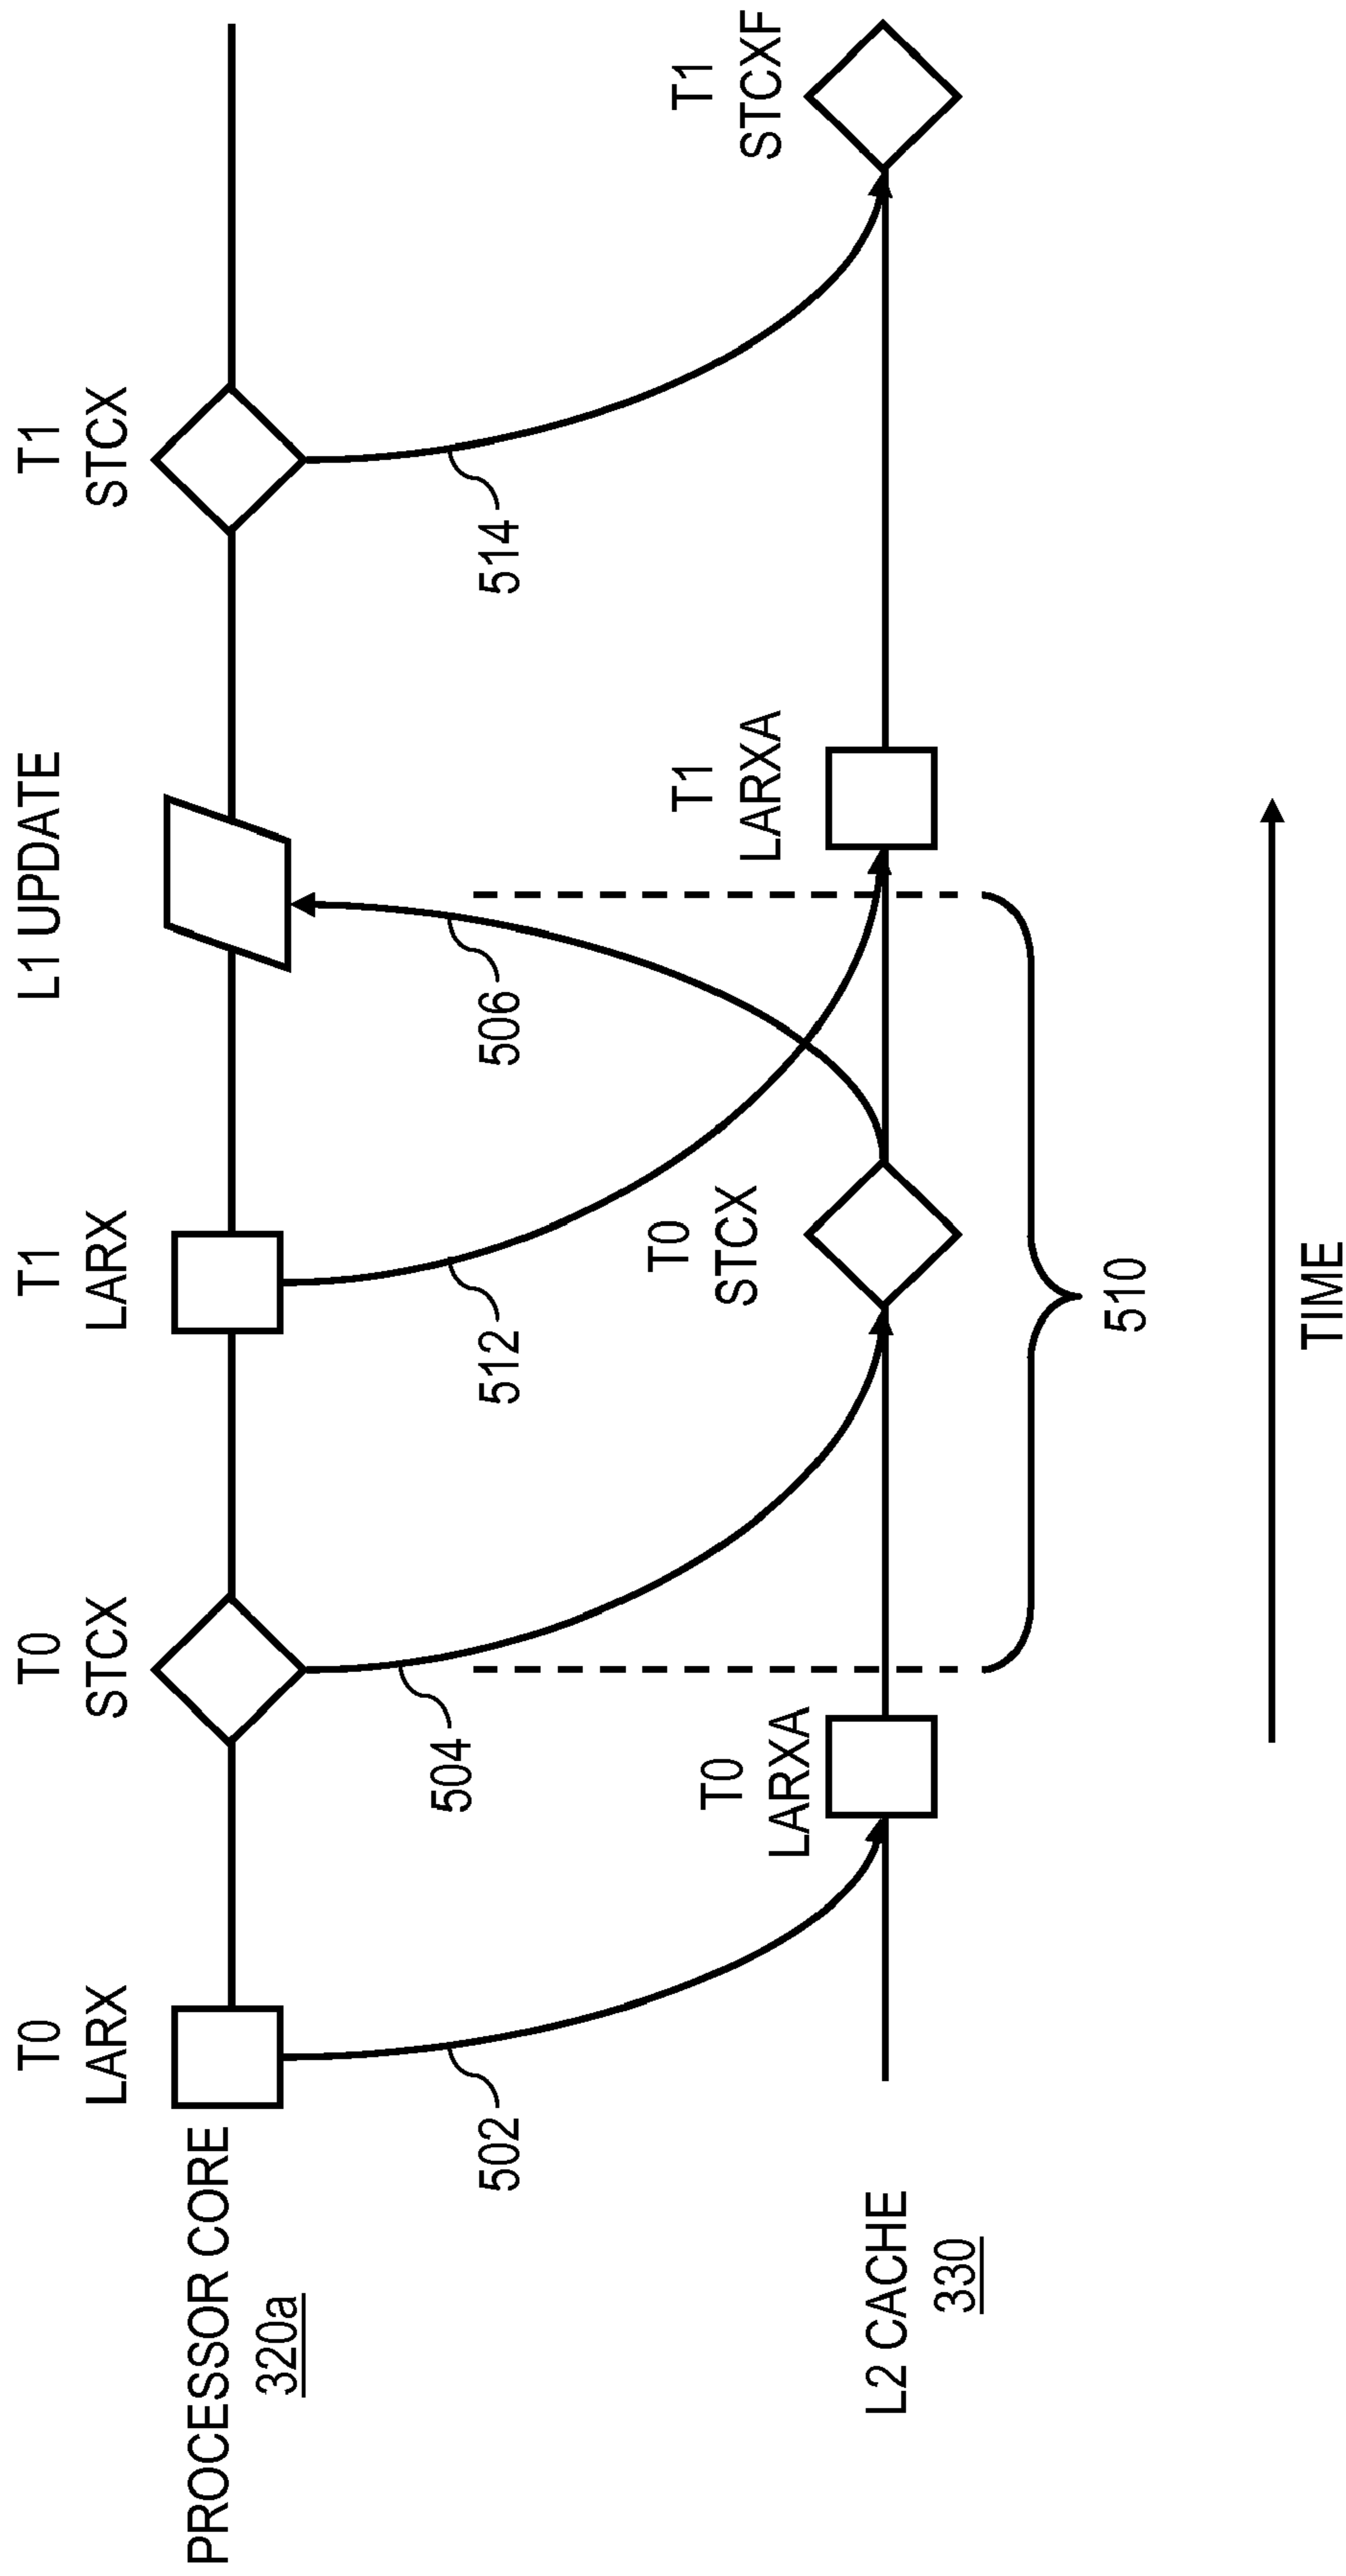 T0
LARX
T0
STCX
T1
LARX
L1 UPDATE
T1
STCX
PROCESSOR CORE
320a
502
504
512
506
514
T0
LARXA
T0
STCX
T1
LARXA
T1
STCXF
L2 CACHE
330
510
TIME